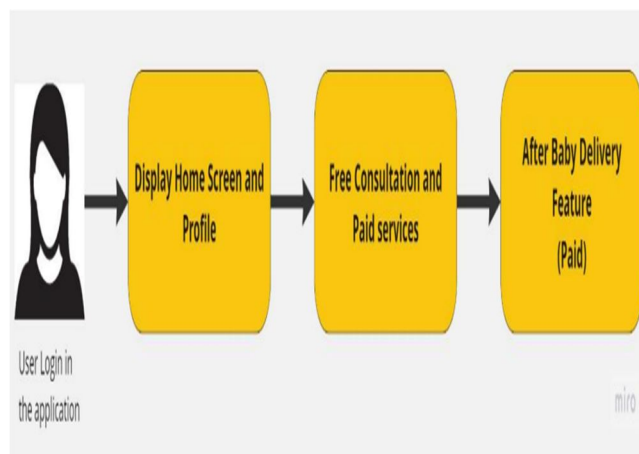 User Login in
the application
Display Home Screen and
Profile
Free Consultation and
Paid services
After Baby Delivery
Feature
(Paid)
miro